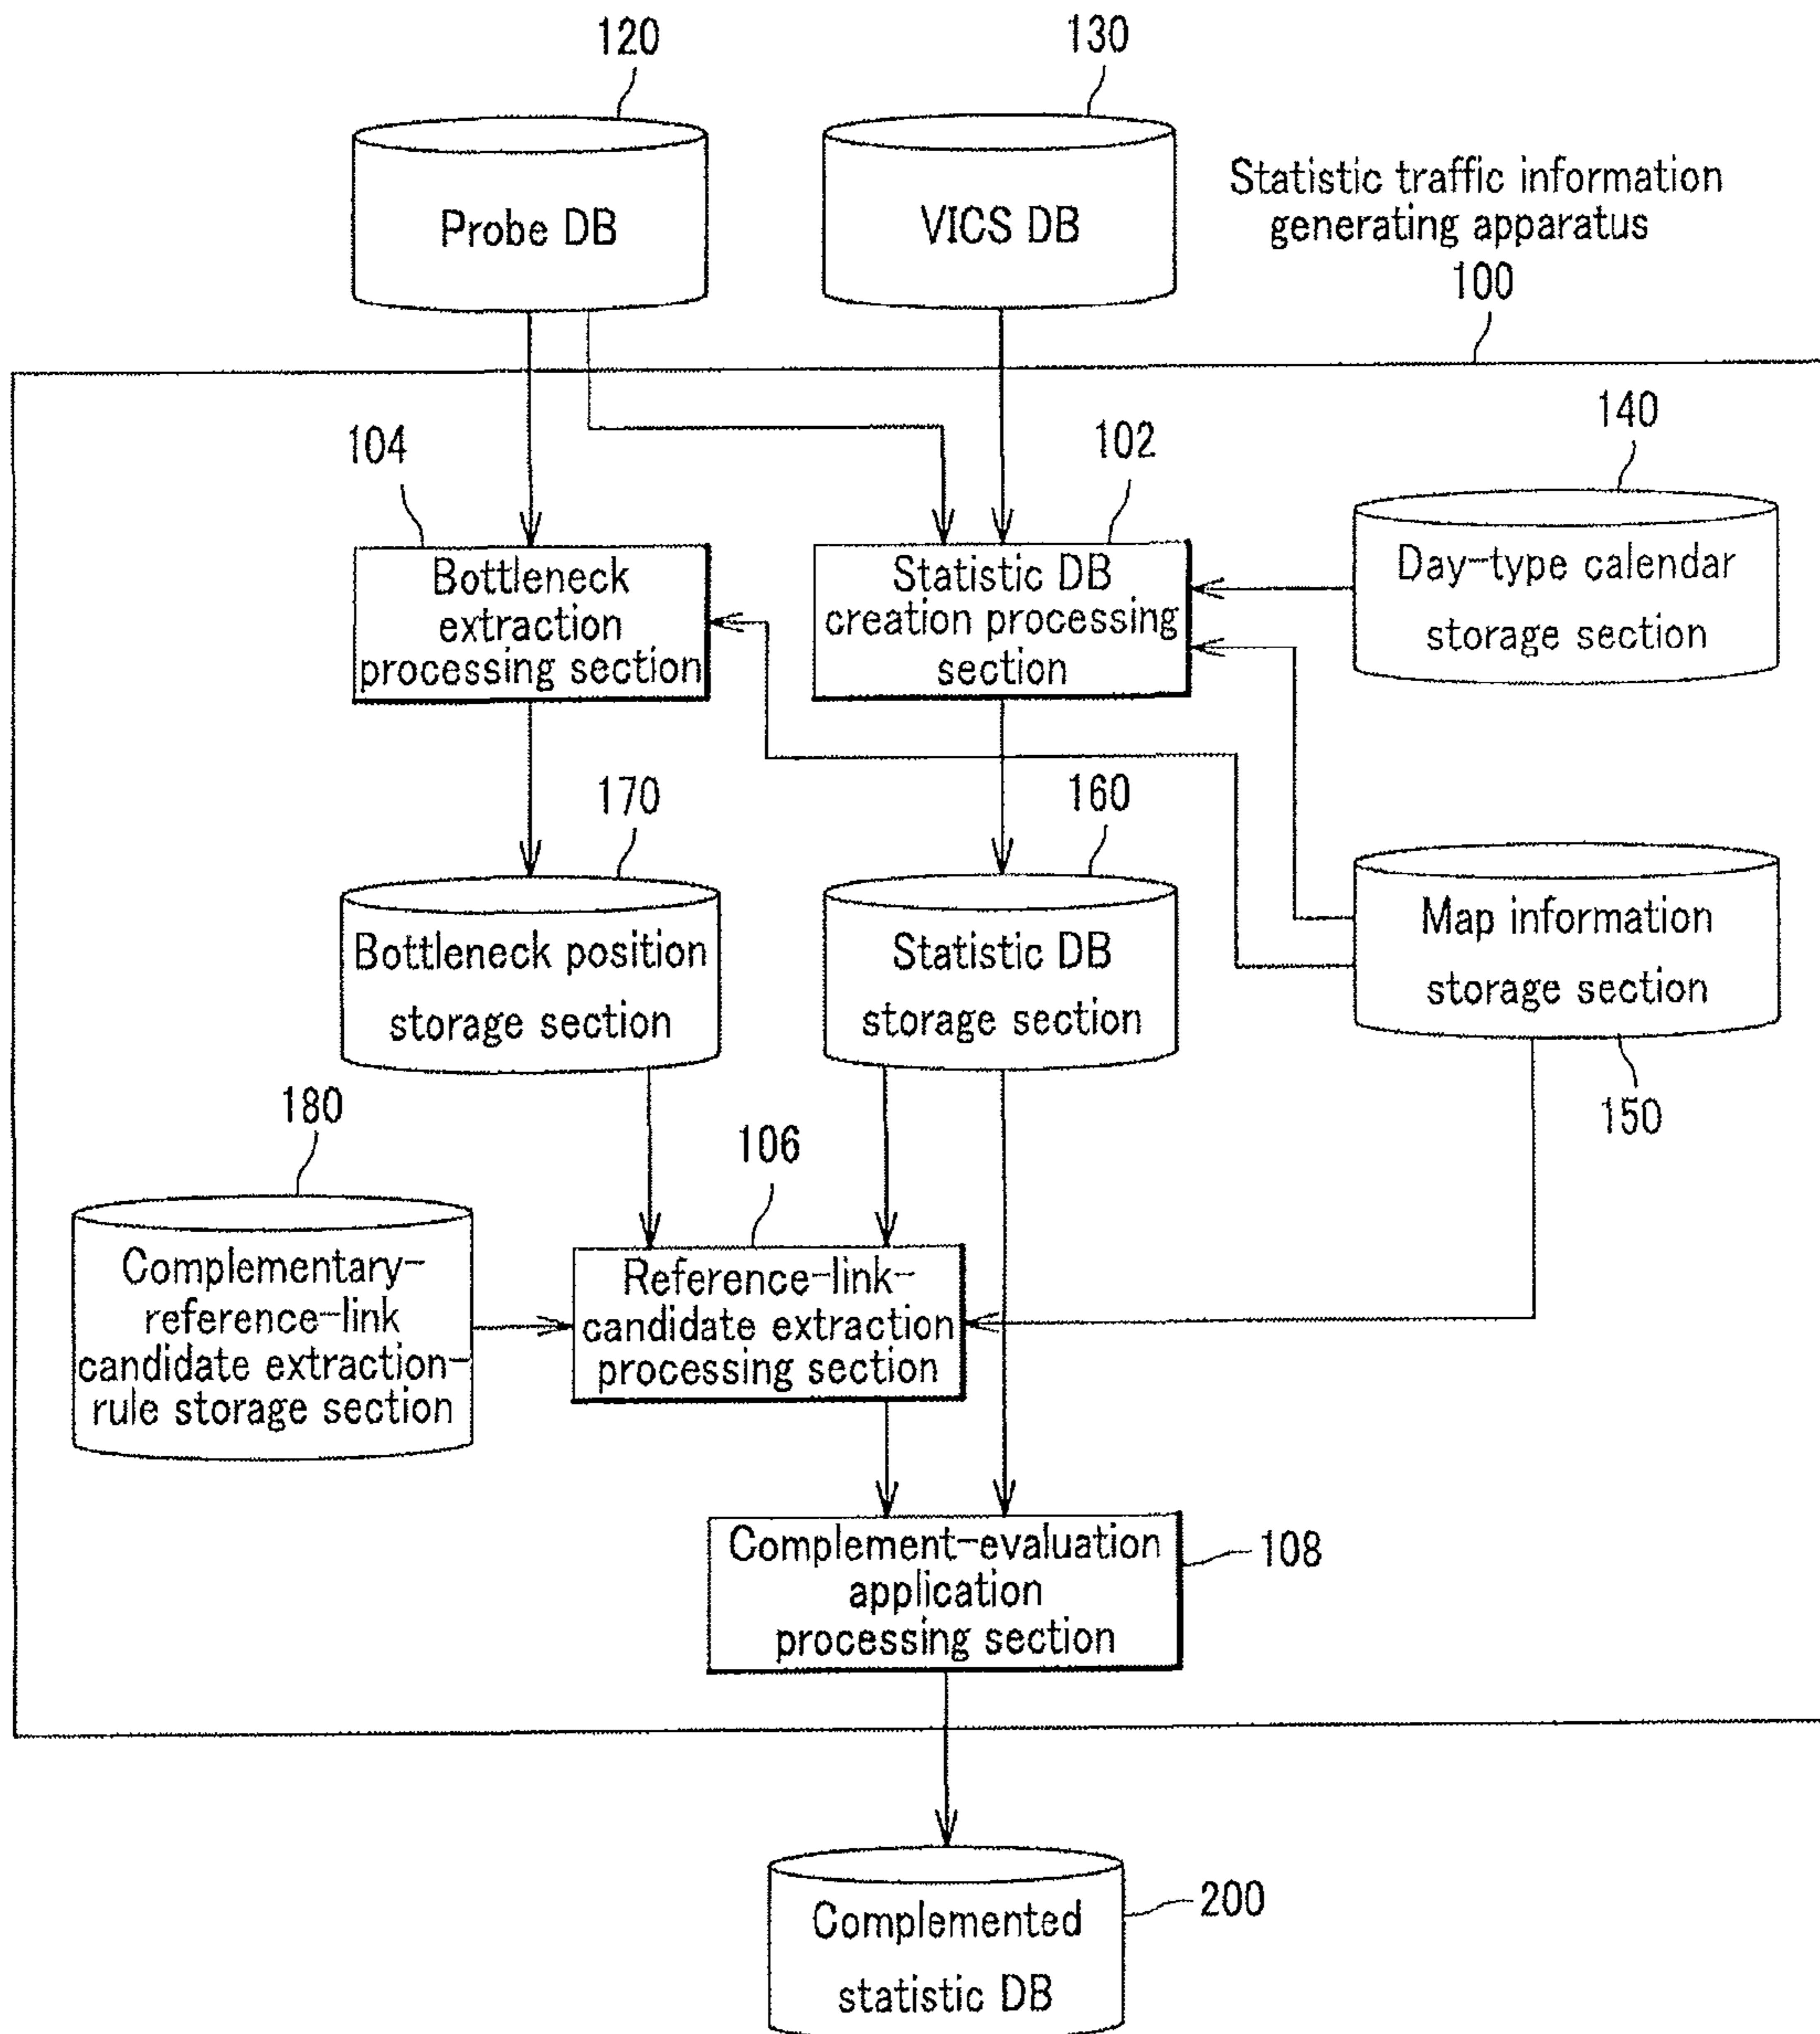 120
130
Probe DB
VICS DB
Statistic traffic information
generating apparatus
100
104
102
140
Bottleneck
extraction
processing section
Statistic DB
creation processing
section
Day-type calendar
storage section
170
160
Bottleneck position
storage section
Statistic DB
storage section
Map information
storage section
150
180
106
Complementary-
reference-link
candidate extraction-
rule storage section
Reference-link-
candidate extraction
processing section
Complement-evaluation
application
processing section
108
Complemented
statistic DB
200